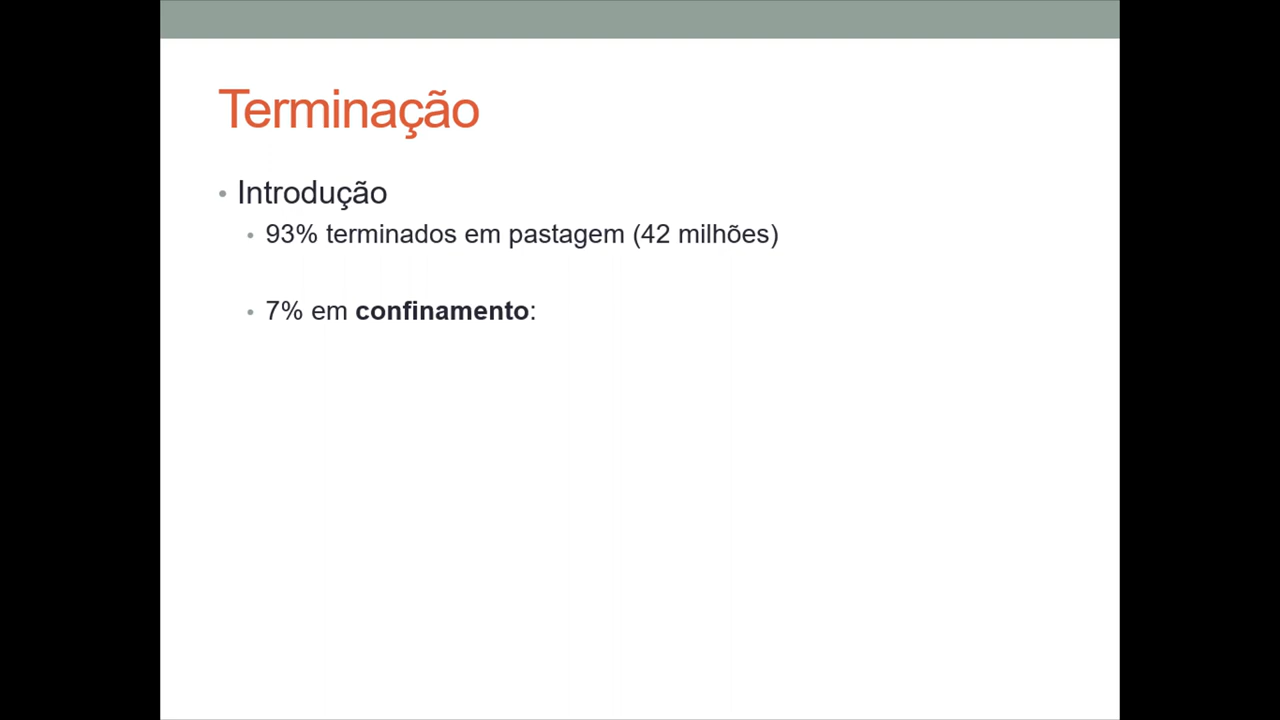 Terminação
• Introdução
• 93% terminados em pastagem (42 milhões)
• 7% em confinamento: